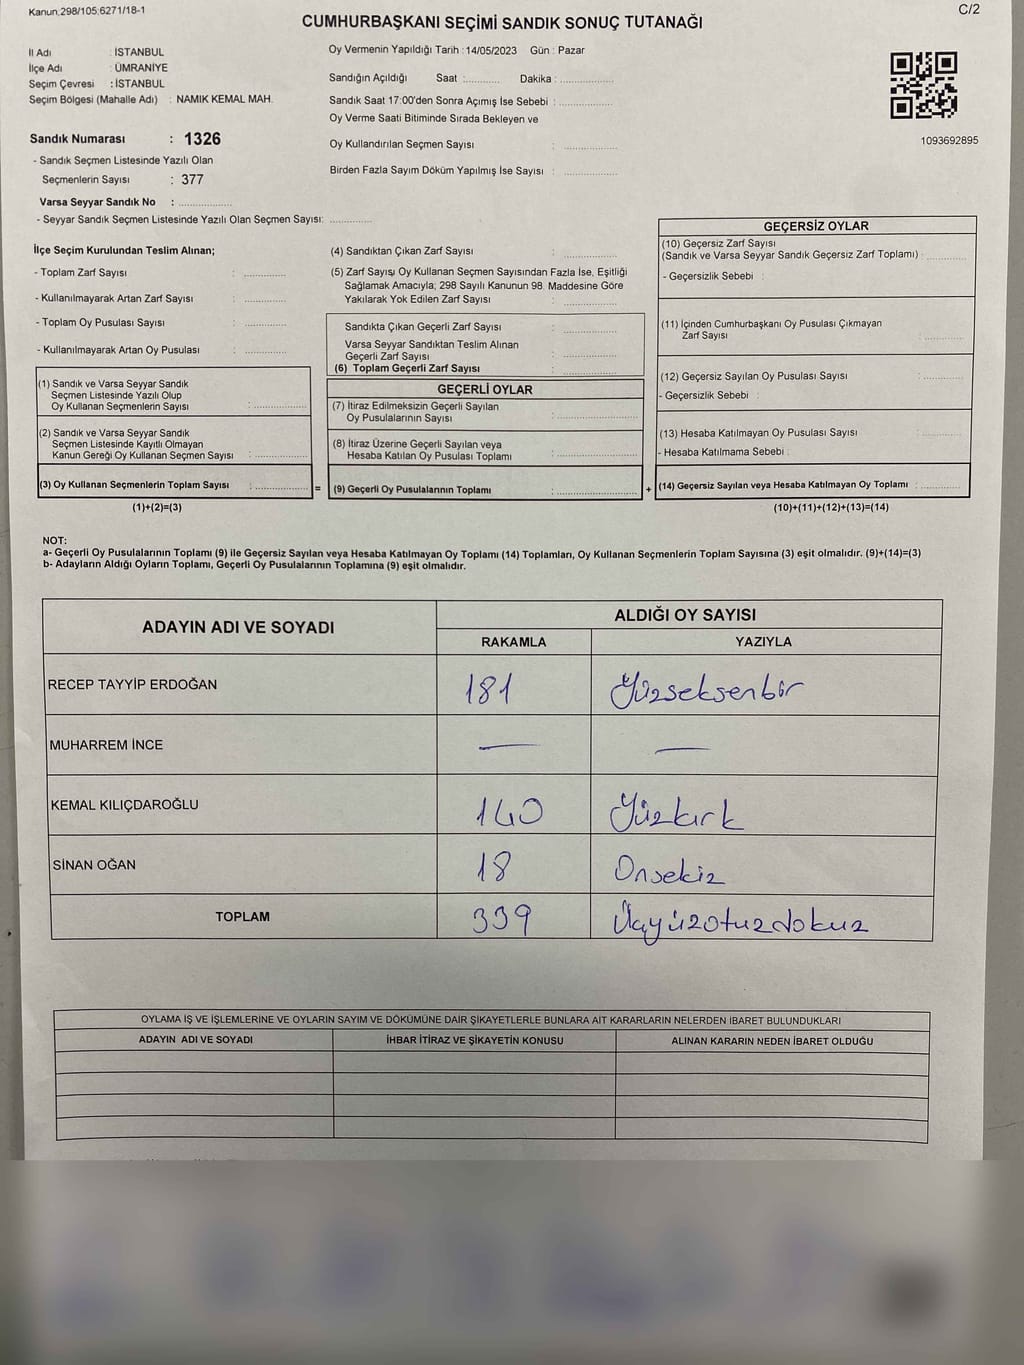 Kanun,298/105;6271/18-1
C/2
CUMHURBAŞKANI SEÇİMİ SANDIK SONUÇ TUTANAĞI
İl Adı : İSTANBUL
İlçe Adı : ÜMRANİYE
Seçim Çevresi : İSTANBUL
Seçim Bölgesi (Mahalle Adı) : NAMIK KEMAL MAH.
Sandık Numarası : 1326
- Sandık Seçmen Listesinde Yazılı Olan
Seçmenlerin Sayısı : 377
Varsa Seyyar Sandık No : ..................
- Seyyar Sandık Seçmen Listesinde Yazılı Olan Seçmen Sayısı: ..............
Oy Vermenin Yapıldığı Tarih : 14/05/2023 Gün : Pazar
Sandığın Açıldığı Saat :............ Dakika : ..................
Sandık Saat 17:00'den Sonra Açımış İse Sebebi : ..................
Oy Verme Saati Bitiminde Sırada Bekleyen ve
Oy Kullandırılan Seçmen Sayısı : ..................
Birden Fazla Sayım Döküm Yapılmış İse Sayısı : ..................
1093692895
İlçe Seçim Kurulundan Teslim Alınan;
- Toplam Zarf Sayısı : ..............
- Kullanılmayarak Artan Zarf Sayısı : ..............
- Toplam Oy Pusulası Sayısı : ..............
- Kullanılmayarak Artan Oy Pusulası : ..............
(1) Sandık ve Varsa Seyyar Sandık
Seçmen Listesinde Yazılı Olup
Oy Kullanan Seçmenlerin Sayısı : ..................
(2) Sandık ve Varsa Seyyar Sandık
Seçmen Listesinde Kayıtlı Olmayan
Kanun Gereği Oy Kullanan Seçmen Sayısı : ..................
(3) Oy Kullanan Seçmenlerin Toplam Sayısı : ..................
(1)+(2)=(3)
(4) Sandıktan Çıkan Zarf Sayısı : ..................
(5) Zarf Sayısı Oy Kullanan Seçmen Sayısından Fazla İse, Eşitliği
Sağlamak Amacıyla; 298 Sayılı Kanunun 98. Maddesine Göre
Yakılarak Yok Edilen Zarf Sayısı : ..................
Sandıkta Çıkan Geçerli Zarf Sayısı : ..................
Varsa Seyyar Sandıktan Teslim Alınan
Geçerli Zarf Sayısı : ..................
(6) Toplam Geçerli Zarf Sayısı : ..................
GEÇERLİ OYLAR
(7) İtiraz Edilmeksizin Geçerli Sayılan
Oy Pusulalarının Sayısı : ..................
(8) İtiraz Üzerine Geçerli Sayılan veya
Hesaba Katılan Oy Pusulası Toplamı : ..................
= (9) Geçerli Oy Pusulalarının Toplamı : ..................
GEÇERSİZ OYLAR
(10) Geçersiz Zarf Sayısı
(Sandık ve Varsa Seyyar Sandık Geçersiz Zarf Toplamı) : ............
- Geçersizlik Sebebi :
(11) İçinden Cumhurbaşkanı Oy Pusulası Çıkmayan
Zarf Sayısı : ............
(12) Geçersiz Sayılan Oy Pusulası Sayısı : ............
- Geçersizlik Sebebi :
(13) Hesaba Katılmayan Oy Pusulası Sayısı : ............
- Hesaba Katılmama Sebebi :
+ (14) Geçersiz Sayılan veya Hesaba Katılmayan Oy Toplamı : ............
(10)+(11)+(12)+(13)=(14)
NOT:
a- Geçerli Oy Pusulalarının Toplamı (9) ile Geçersiz Sayılan veya Hesaba Katılmayan Oy Toplamı (14) Toplamları, Oy Kullanan Seçmenlerin Toplam Sayısına (3) eşit olmalıdır. (9)+(14)=(3)
b- Adayların Aldığı Oyların Toplamı, Geçerli Oy Pusulalarının Toplamına (9) eşit olmalıdır.
ADAYIN ADI VE SOYADI ALDIĞI OY SAYISI
RAKAMLA YAZIYLA
RECEP TAYYİP ERDOĞAN 181 Yüzseksenbir
MUHARREM İNCE — —
KEMAL KILIÇDAROĞLU 140 Yüzkırk
SİNAN OĞAN 18 Onsekiz
TOPLAM 339 Üçyüzotuzdokuz
OYLAMA İŞ VE İŞLEMLERİNE VE OYLARIN SAYIM VE DÖKÜMÜNE DAİR ŞİKAYETLERLE BUNLARA AİT KARARLARIN NELERDEN İBARET BULUNDUKLARI
ADAYIN ADI VE SOYADI İHBAR İTİRAZ VE ŞİKAYETİN KONUSU ALINAN KARARIN NEDEN İBARET OLDUĞU